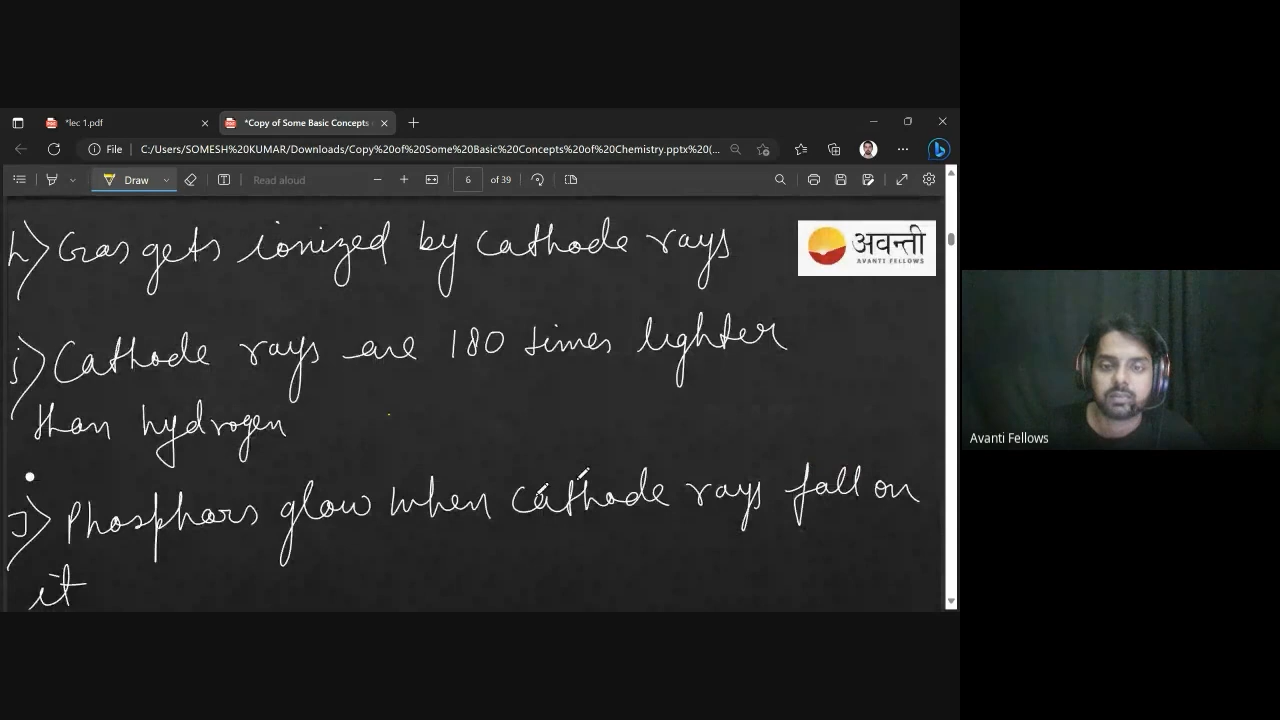 *lec 1.pdf
*Copy of Some Basic Concepts
File
C:/Users/SOMESH%20KUMAR/Downloads/Copy%20of%20Some%20Basic%20Concepts%20of%20Chemistry.pptx%20(...
Draw
Read aloud
6
of 39
h) Gas gets ionized by cathode rays
अवन्ती
AVANTI FELLOWS
i) Cathode rays are 180 times lighter
than hydrogen
J) Phosphors glow when cathode rays fall on
it
Avanti Fellows